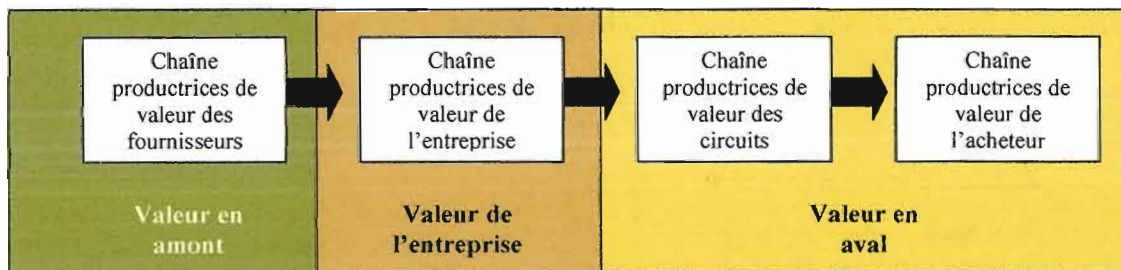 Chaîne
productrices de
valeur des
fournisseurs
Chaîne
productrices de
valeur de
l'entreprise
Chaîne
productrices de
valeur des
circuits
Chaîne
productrices de
valeur de
l'acheteur
Valeur en
amont
Valeur de
l'entreprise
Valeur en
aval